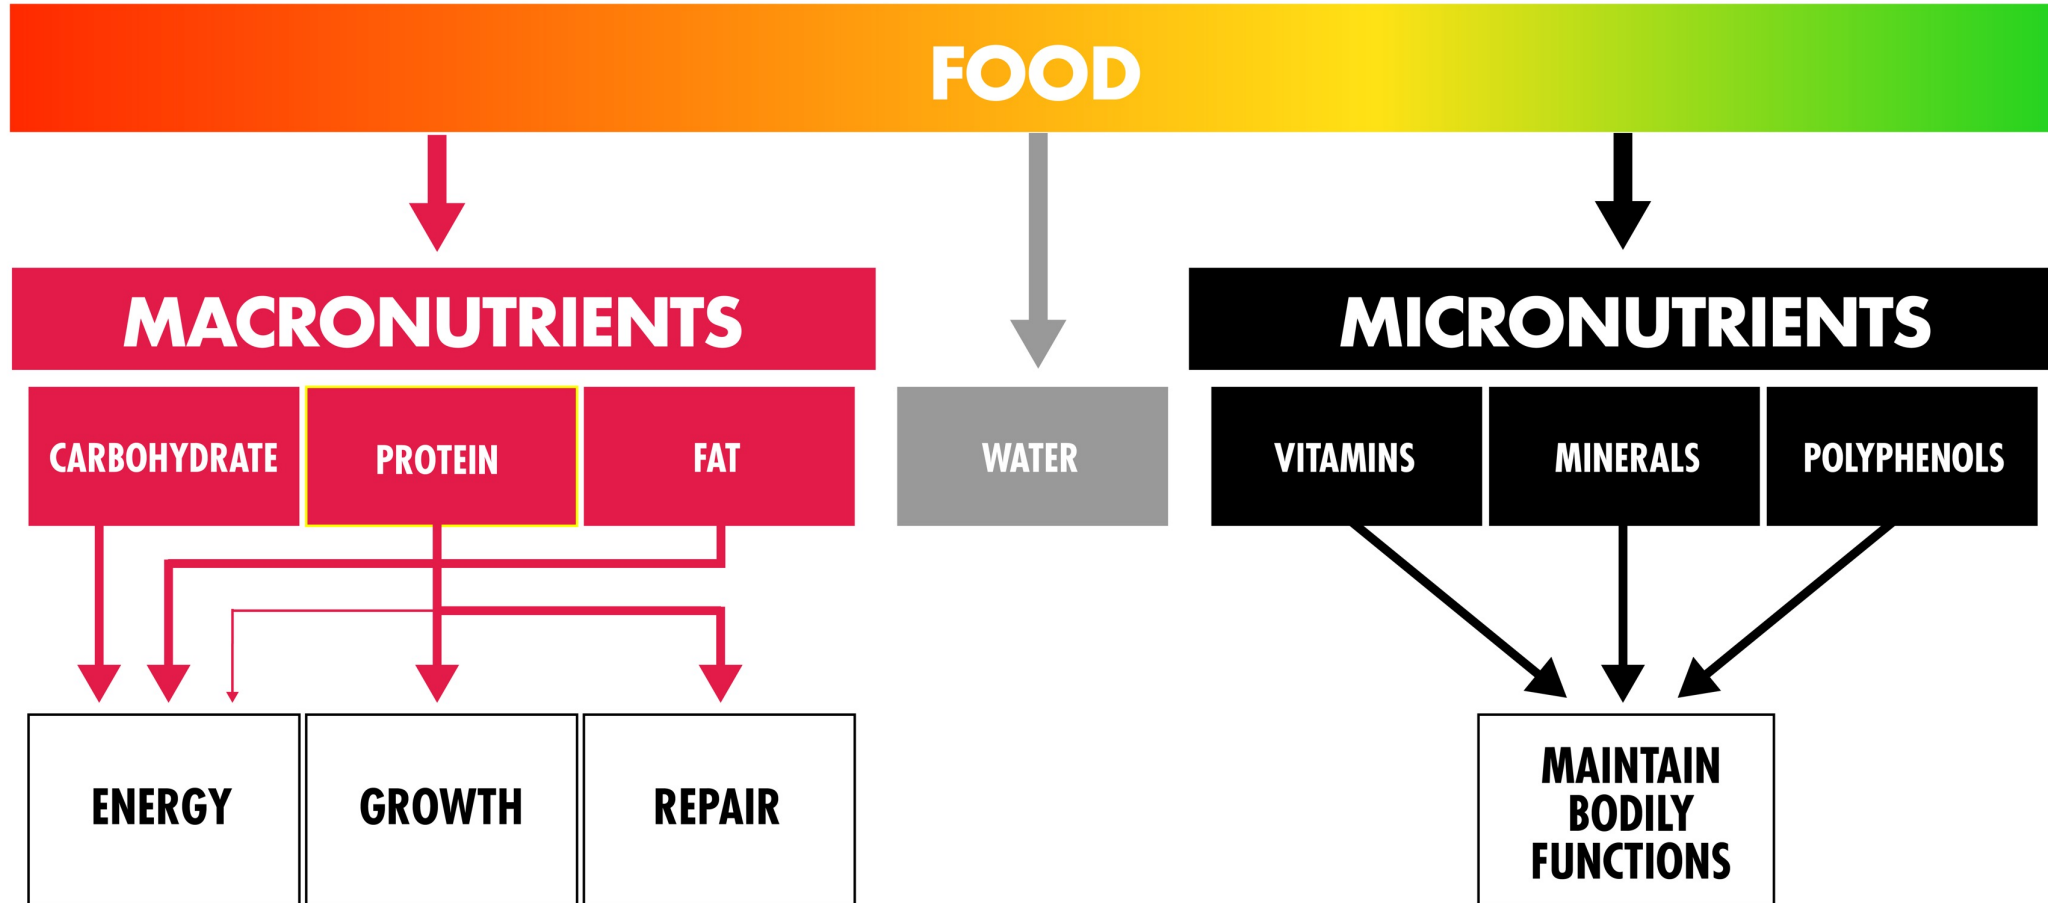 FOOD
MACRONUTRIENTS
MICRONUTRIENTS
CARBOHYDRATE
PROTEIN
FAT
WATER
VITAMINS
MINERALS
POLYPHENOLS
ENERGY
GROWTH
REPAIR
MAINTAIN
BODILY
FUNCTIONS